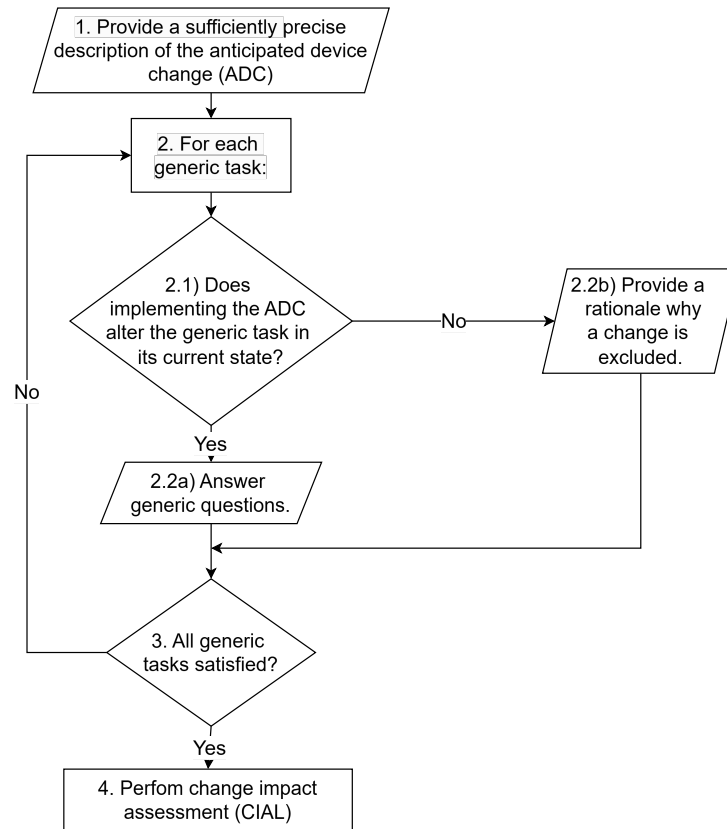 1. Provide a sufficiently precise
description of the anticipated device
change (ADC)
2. For each
generic task:
2.1) Does
implementing the ADC
alter the generic task in
its current state?
No
2.2b) Provide a
rationale why
a change is
excluded.
No
Yes
2.2a) Answer
generic questions.
3. All generic
tasks satisfied?
Yes
4. Perfom change impact
assessment (CIAL)